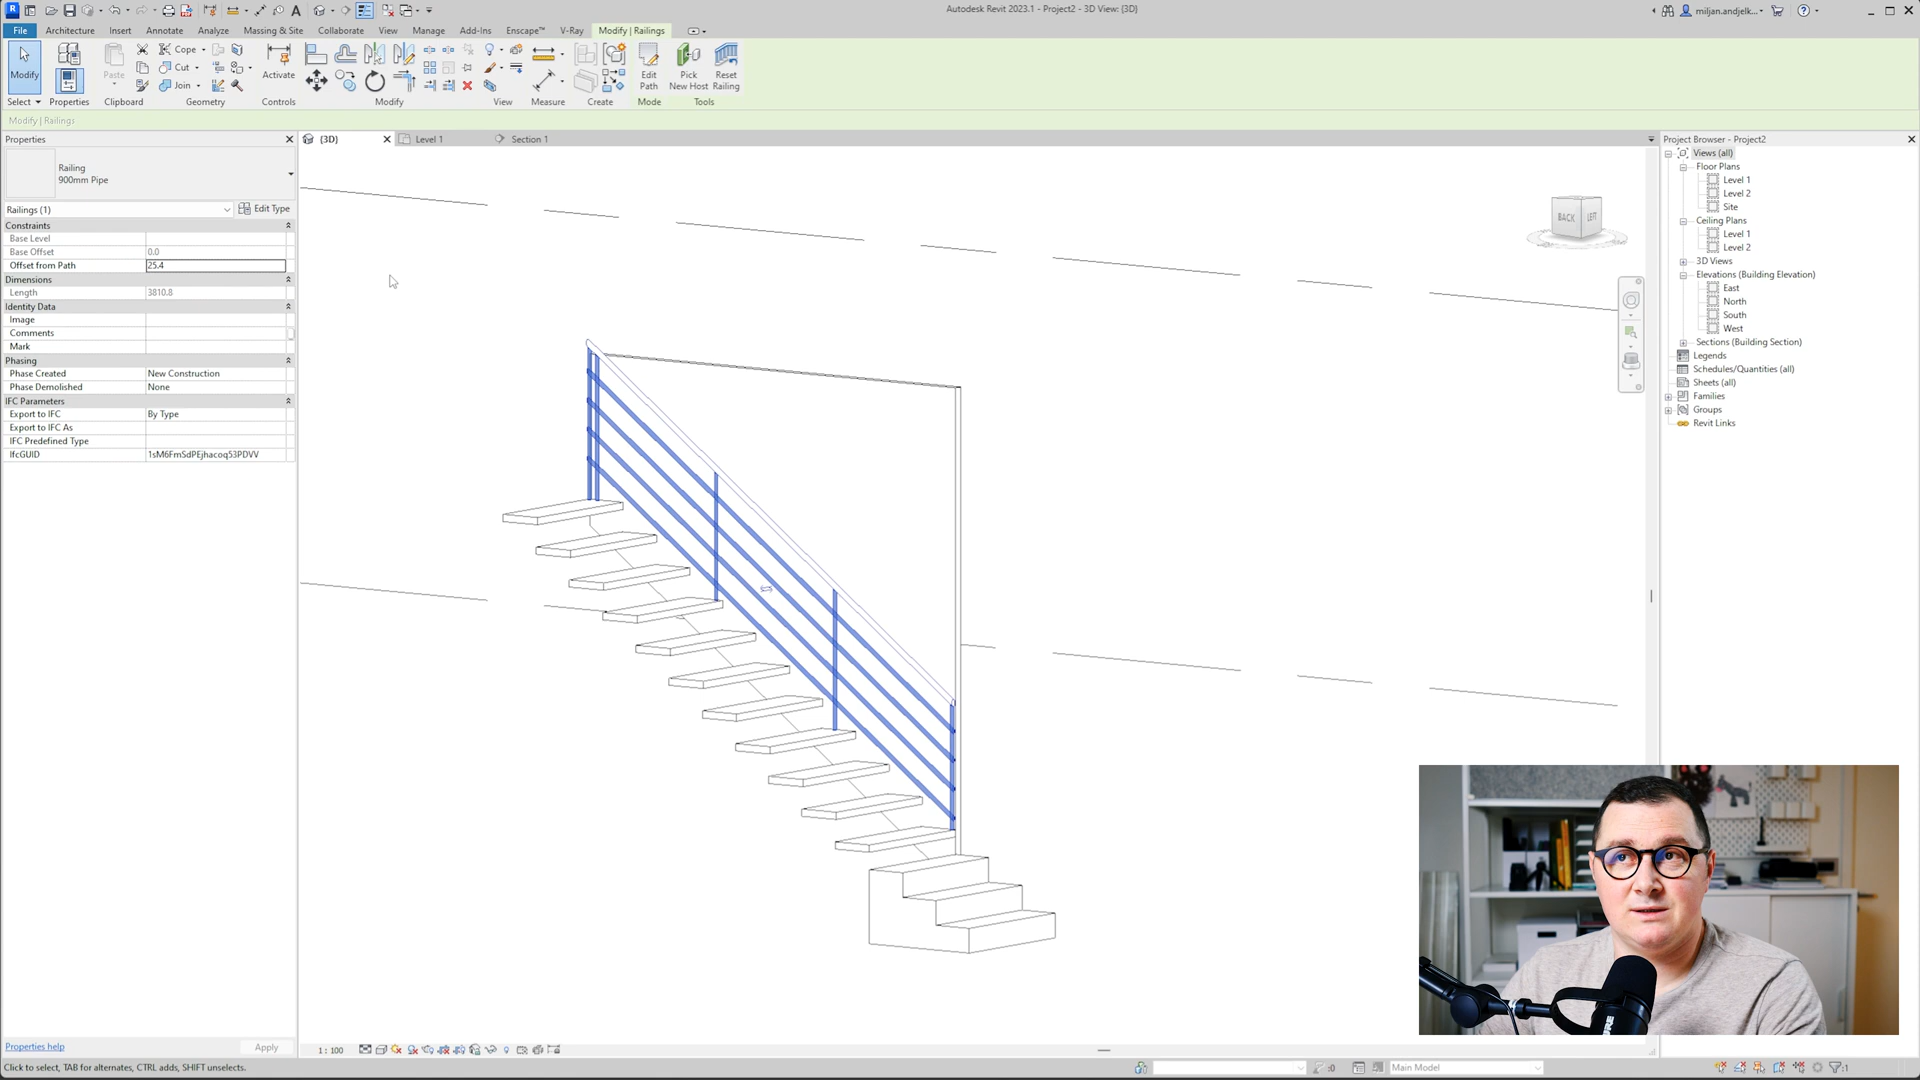 Autodesk Revit 2023.1 - Project2 - 3D View: {3D}
miljan.andjelk...
File Architecture Insert Annotate Analyze Massing & Site Collaborate View Manage Add-Ins Enscape™ V-Ray Modify | Railings
Modify
Select
Properties
Paste
Cope
Cut
Join
Clipboard
Geometry
Activate
Controls
Modify
View
Measure
Create
Edit
Path
Mode
Pick
New Host
Reset
Railing
Tools
Modify | Railings
Properties
Railing
900mm Pipe
Railings (1)
Edit Type
Constraints
Base Level
Base Offset 0.0
Offset from Path 25.4
Dimensions
Length 3810.8
Identity Data
Image
Comments
Mark
Phasing
Phase Created New Construction
Phase Demolished None
IFC Parameters
Export to IFC By Type
Export to IFC As
IFC Predefined Type
IfcGUID 1sM6FmSdPEjhacoq53PDVV
Properties help
Apply
{3D}
Level 1
Section 1
BACK
LEFT
Project Browser - Project2
Views (all)
Floor Plans
Level 1
Level 2
Site
Ceiling Plans
Level 1
Level 2
3D Views
Elevations (Building Elevation)
East
North
South
West
Sections (Building Section)
Legends
Schedules/Quantities (all)
Sheets (all)
Families
Groups
Revit Links
1 : 100
Click to select, TAB for alternates, CTRL adds, SHIFT unselects.
:0
Main Model
:1